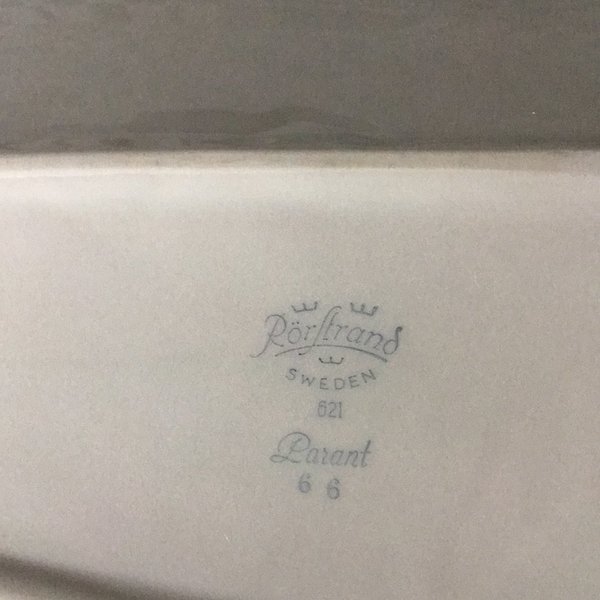 Rörstrand
SWEDEN
621
Parant
6 6